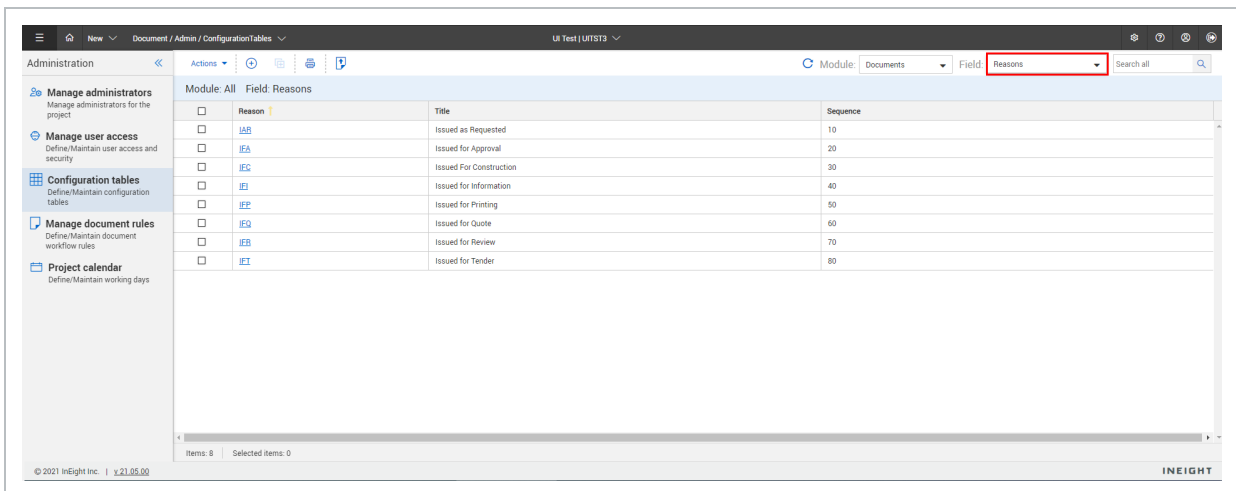 New Document / Admin / ConfigurationTables UI Test | UITST3
Administration « Actions Module: Documents Field: Reasons Search all
Manage administrators
Manage administrators for the
project
Manage user access
Define/Maintain user access and
security
Configuration tables
Define/Maintain configuration
tables
Manage document rules
Define/Maintain document
workflow rules
Project calendar
Define/Maintain working days
Module: All Field: Reasons
Reason Title Sequence
IAR Issued as Requested 10
IFA Issued for Approval 20
IFC Issued For Construction 30
IFI Issued for Information 40
IFP Issued for Printing 50
IFQ Issued for Quote 60
IFR Issued for Review 70
IFT Issued for Tender 80
Items: 8 Selected items: 0
© 2021 InEight Inc. | v 21.05.00 INEIGHT